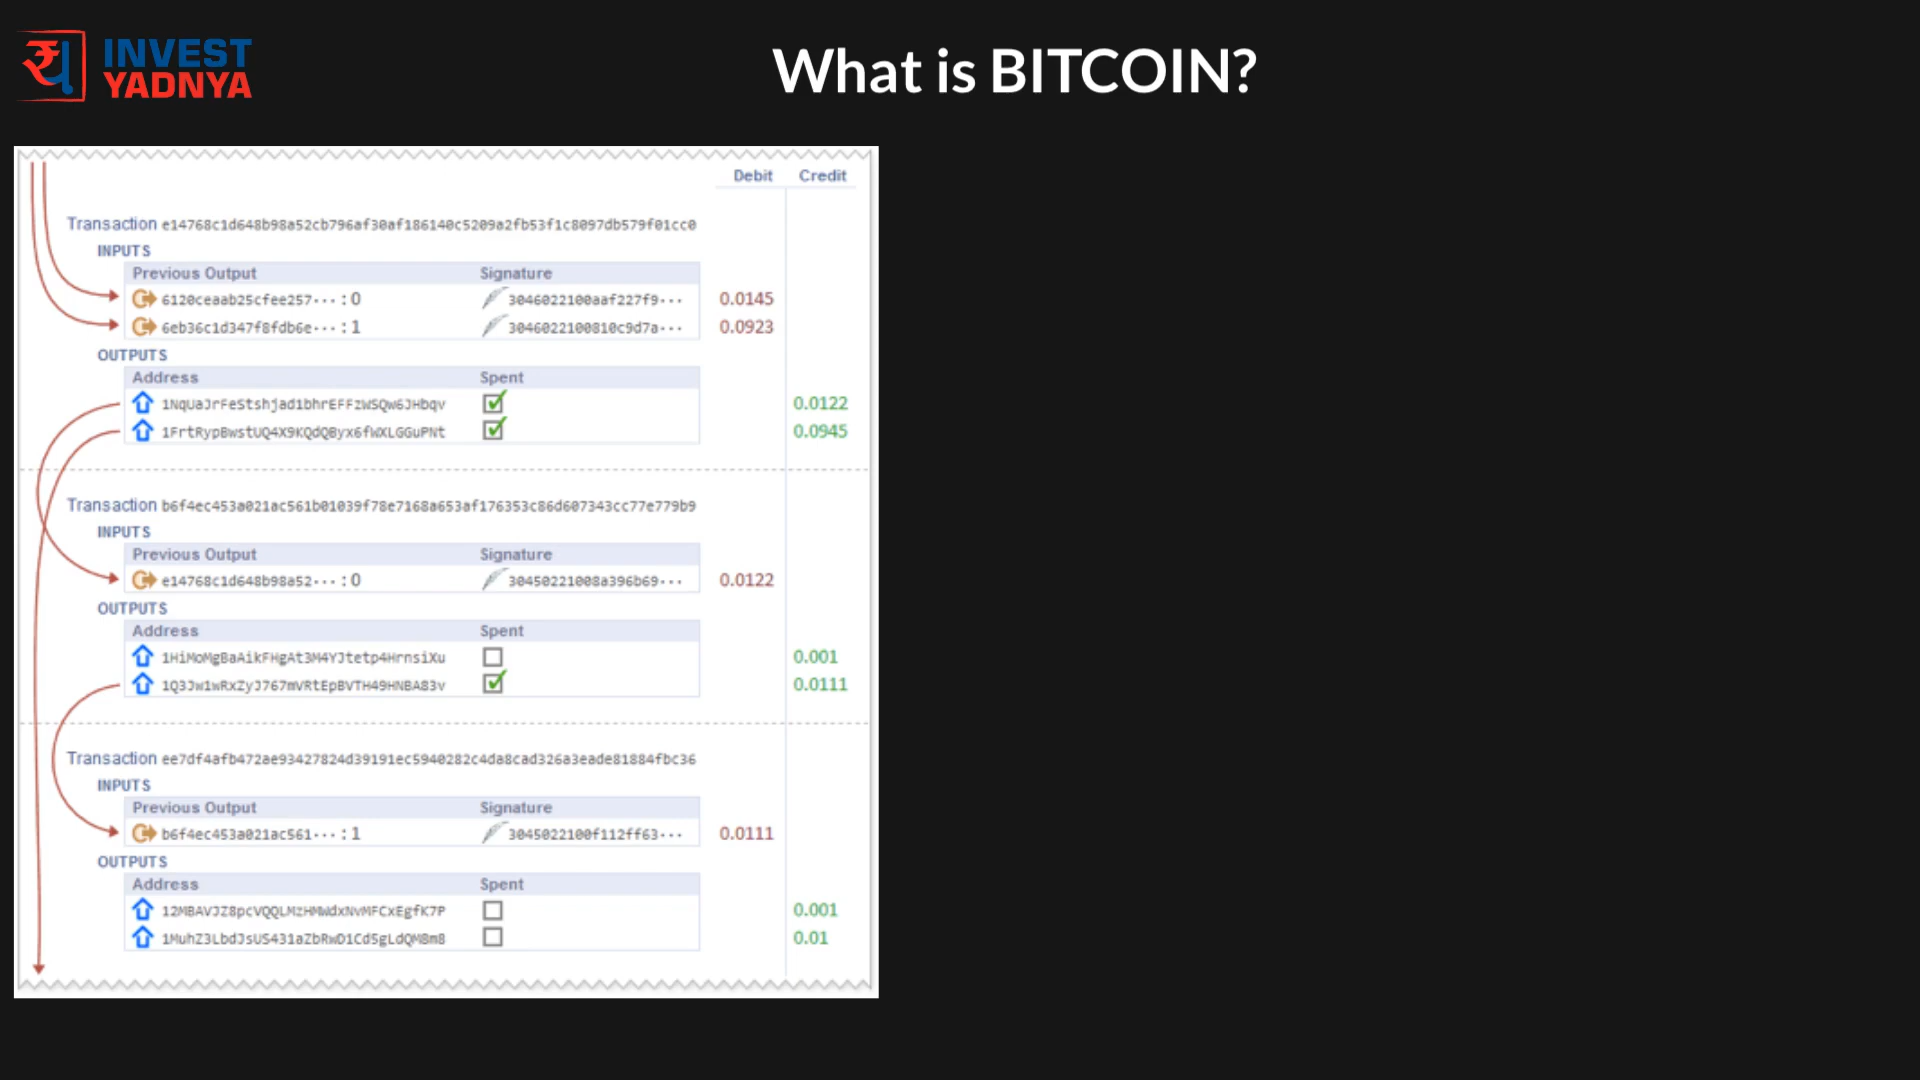 य
INVEST
YADNYA
What is BITCOIN?
Debit Credit
Transaction e14768c1d648b98a52cb796af30af186140c5209a2fb53f1c8097db579f01cc0
INPUTS
Previous Output Signature
6120ceaab25cfee257··· :0 3046022100aaf227f9··· 0.0145
6eb36c1d347f8fdb6e··· :1 3046022100810c9d7a··· 0.0923
OUTPUTS
Address Spent
1NqUaJrFeStshjad1bhrEFFzWSQw6JHbqv 0.0122
1FrtRypBwstUQ4X9KQdQByx6fWXLGGuPNt 0.0945
Transaction b6f4ec453a021ac561b01039f78e7168a653af176353c86d607343cc77e779b9
INPUTS
Previous Output Signature
e14768c1d648b98a52··· :0 30450221008a396b69··· 0.0122
OUTPUTS
Address Spent
1HiMoMgBaAikFHgAt3M4YJtetp4HrnsiXu 0.001
1Q3Jw1wRxZyJ767mVRtEpBVTH49HNBA83v 0.0111
Transaction ee7df4afb472ae93427824d39191ec5940282c4da8cad326a3eade81884fbc36
INPUTS
Previous Output Signature
b6f4ec453a021ac561··· :1 3045022100f112ff63··· 0.0111
OUTPUTS
Address Spent
12MBAVJZ8pcVQQLMzHMWdxNvMFCxEgfK7P 0.001
1MuhZ3LbdJsUS431aZbRwD1Cd5gLdQM8m8 0.01